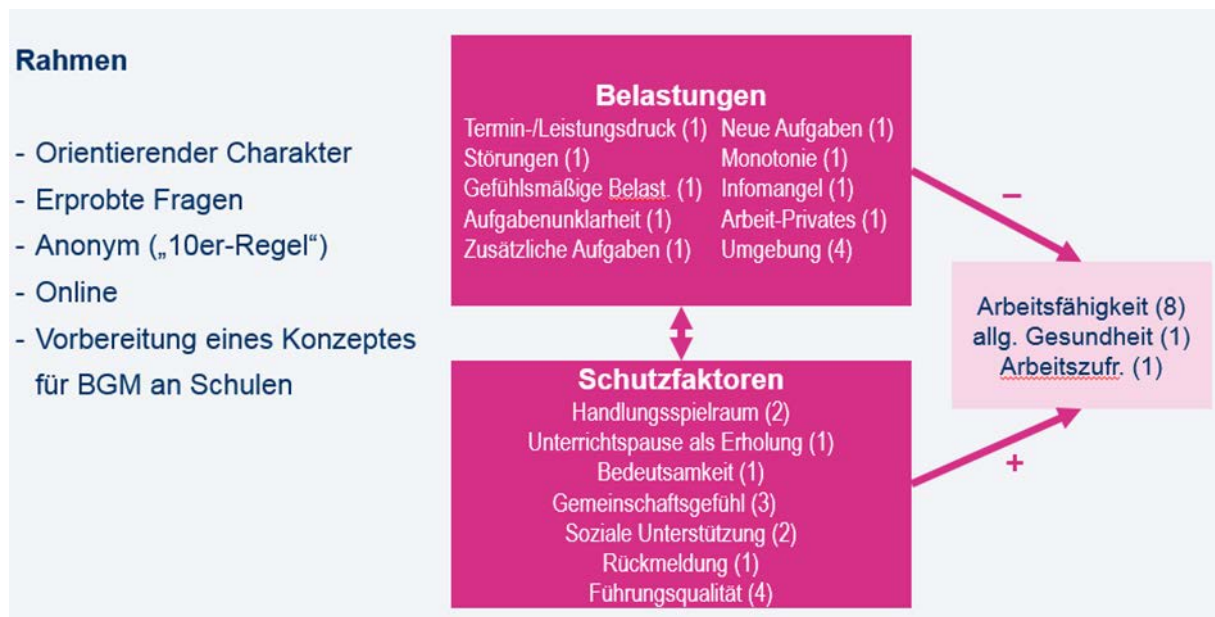 Rahmen
- Orientierender Charakter
- Erprobte Fragen
- Anonym („10er-Regel“)
- Online
- Vorbereitung eines Konzeptes
für BGM an Schulen
Belastungen
Termin-/Leistungsdruck (1) Neue Aufgaben (1)
Störungen (1) Monotonie (1)
Gefühlsmäßige Belast. (1) Infomangel (1)
Aufgabenunklarheit (1) Arbeit-Privates (1)
Zusätzliche Aufgaben (1) Umgebung (4)
–
Arbeitsfähigkeit (8)
allg. Gesundheit (1)
Arbeitszufr. (1)
Schutzfaktoren
Handlungsspielraum (2)
Unterrichtspause als Erholung (1)
Bedeutsamkeit (1)
Gemeinschaftsgefühl (3)
Soziale Unterstützung (2)
Rückmeldung (1)
Führungsqualität (4)
+